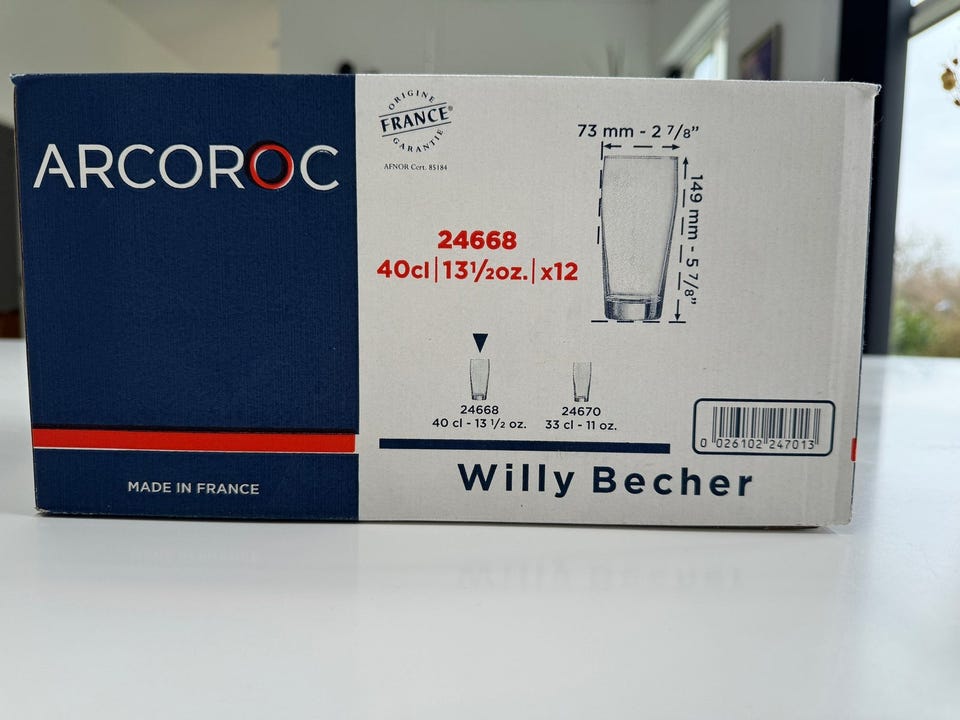 ARCOROC
MADE IN FRANCE
ORIGINE
FRANCE®
GARANTIE
AFNOR Cert. 85184
24668
40cl|13½oz.|x12
73 mm - 2 7/8”
149 mm - 5 7/8”
24668
40 cl - 13 1/2 oz.
24670
33 cl - 11 oz.
0 026102 247013
Willy Becher